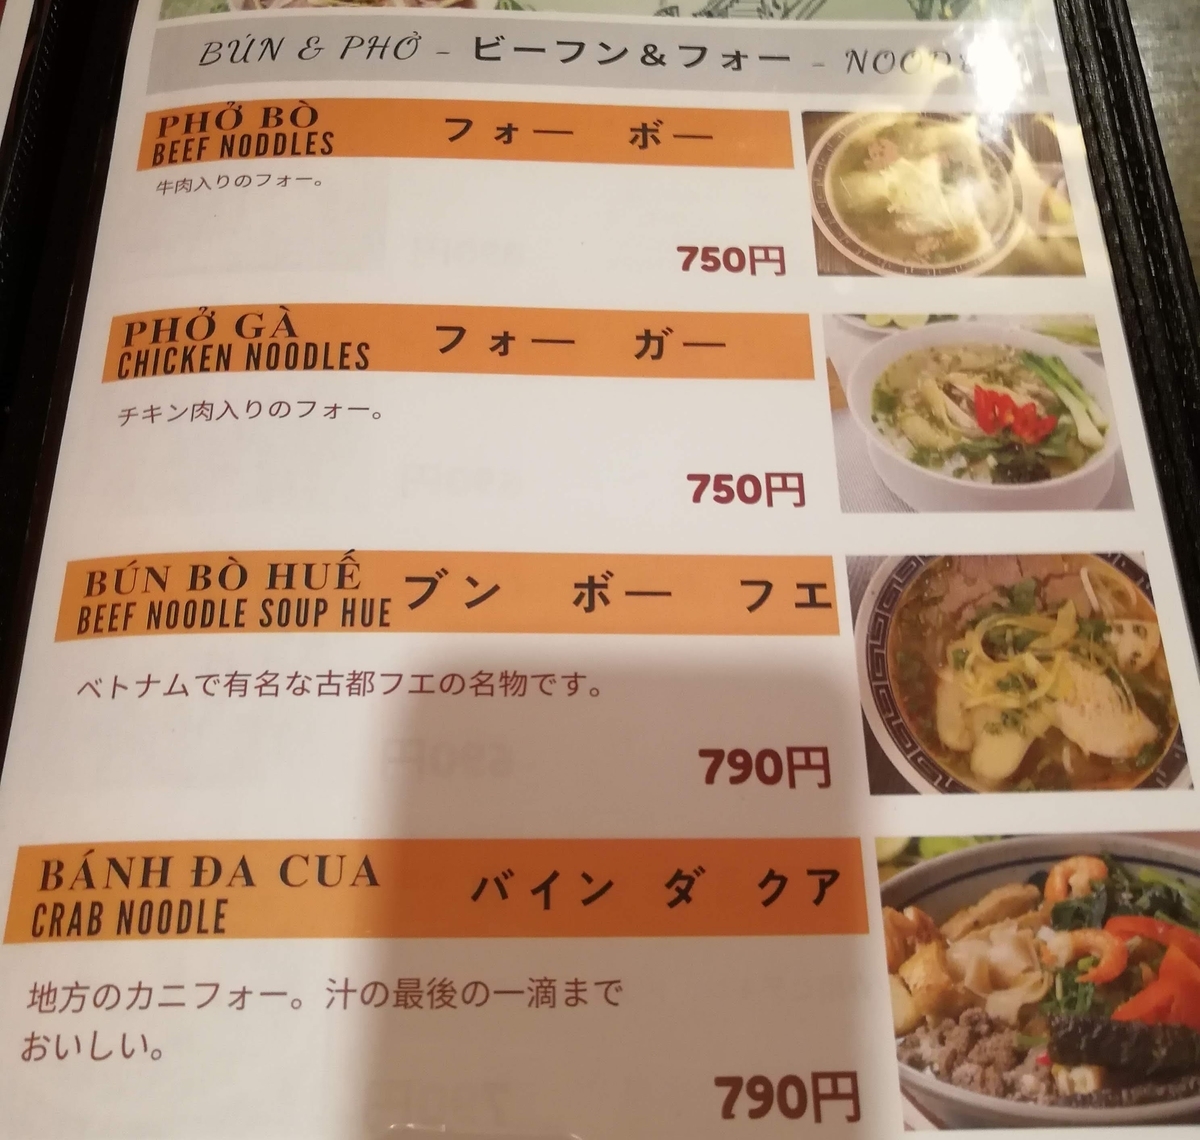 BÚN & PHỞ - ビーフン&フォー -
PHỞ BÒ
BEEF NODDLES
フォー ボー
牛肉入りのフォー。
750円
PHỞ GÀ
CHICKEN NOODLES
フォー ガー
チキン肉入りのフォー。
750円
BÚN BÒ HUẾ
BEEF NOODLE SOUP HUE
ブン ボー フエ
ベトナムで有名な古都フエの名物です。
790円
BÁNH ĐA CUA
CRAB NOODLE
バイン ダ クア
地方のカニフォー。汁の最後の一滴まで
おいしい。
790円